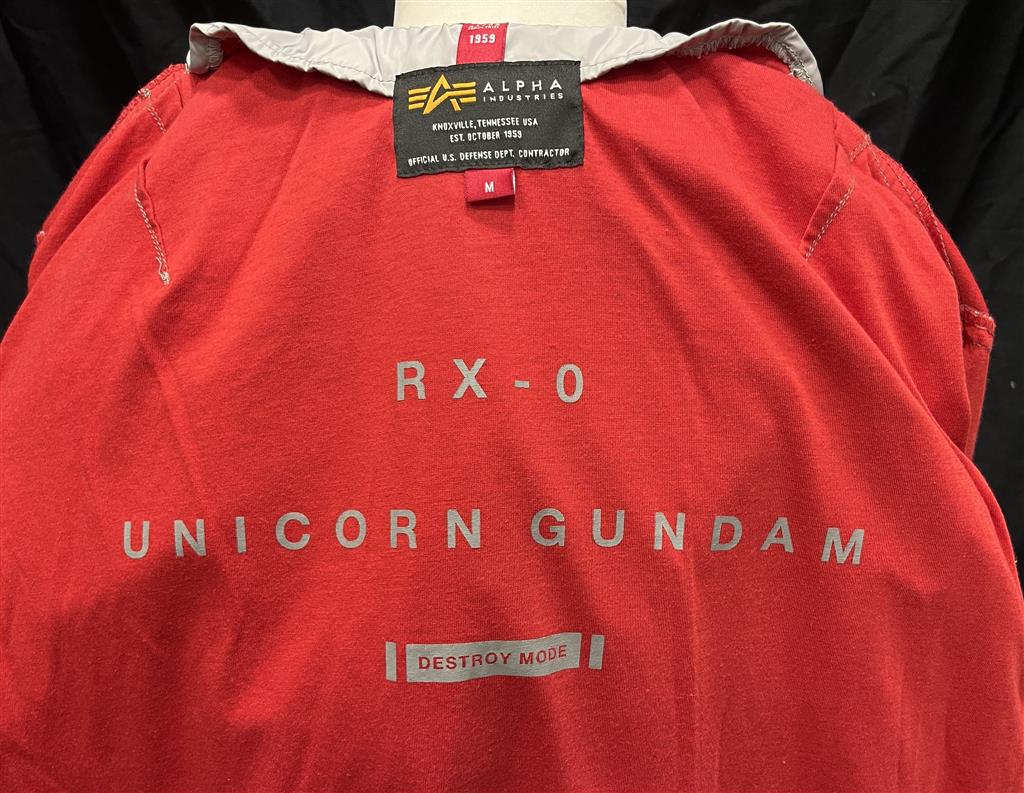 1959
ALPHA
INDUSTRIES
KNOXVILLE, TENNESSEE USA
EST. OCTOBER 1959
OFFICIAL U.S. DEFENSE DEPT. CONTRACTOR
M
RX-0
UNICORN GUNDAM
DESTROY MODE